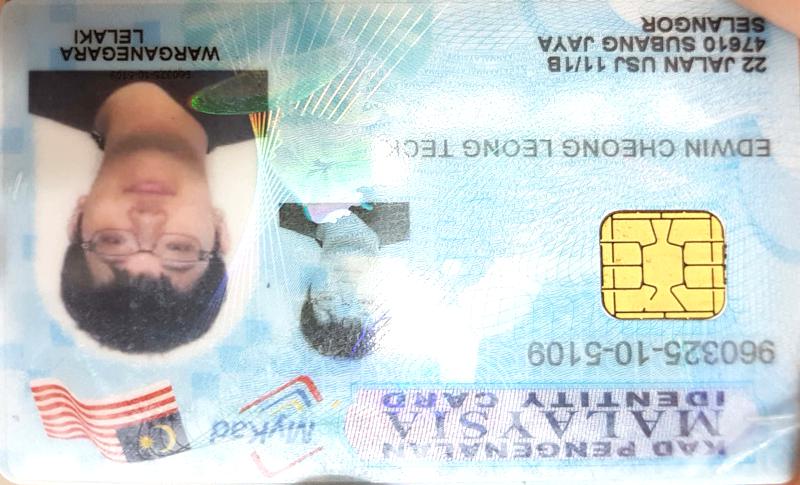 KAD PENGENALAN
MALAYSIA
IDENTITY CARD
MyKad
960325-10-5109
EDWIN CHEONG LEONG TECK
22 JALAN USJ 11/1B
47610 SUBANG JAYA
SELANGOR
960325-10-5109
WARGANEGARA
LELAKI